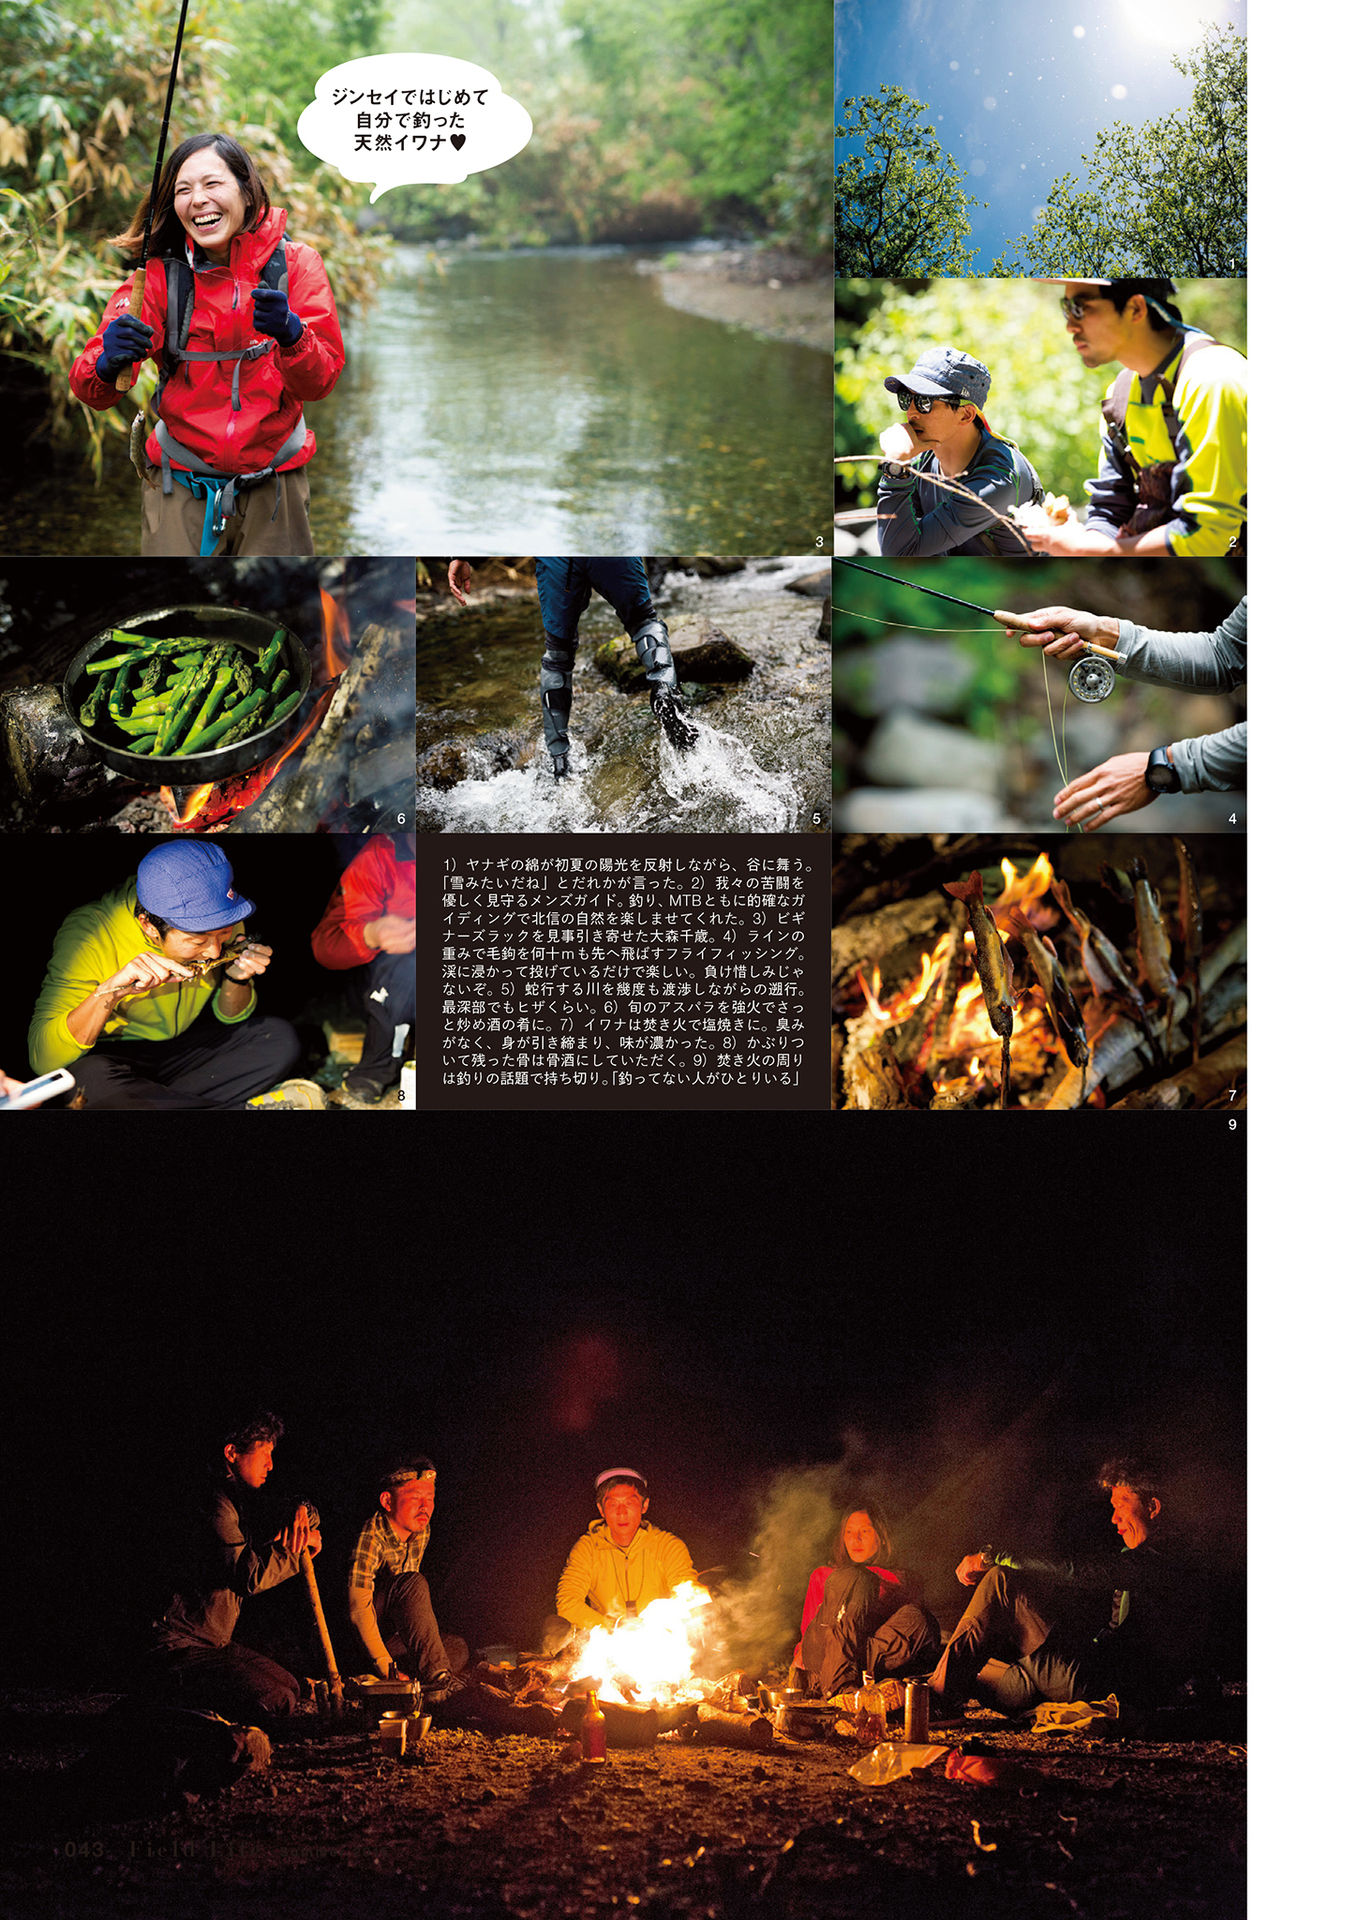 ジンセイではじめて
自分で釣った
天然イワナ♥
1
2
3
4
5
6
1）ヤナギの綿が初夏の陽光を反射しながら、谷に舞う。
「雪みたいだね」とだれかが言った。2）我々の苦闘を
優しく見守るメンズガイド。釣り、MTBともに的確なガ
イディングで北信の自然を楽しませてくれた。3）ビギ
ナーズラックを見事引き寄せた大森千歳。4）ラインの
重みで毛鉤を何十mも先へ飛ばすフライフィッシング。
渓に浸かって投げているだけで楽しい。負け惜しみじゃ
ないぞ。5）蛇行する川を幾度も渡渉しながらの遡行。
最深部でもヒザくらい。6）旬のアスパラを強火でさっ
と炒め酒の肴に。7）イワナは焚き火で塩焼きに。臭み
がなく、身が引き締まり、味が濃かった。8）かぶりつ
いて残った骨は骨酒にしていただく。9）焚き火の周り
は釣りの話題で持ち切り。「釣ってない人がひとりいる」
7
8
9
043 Field Life